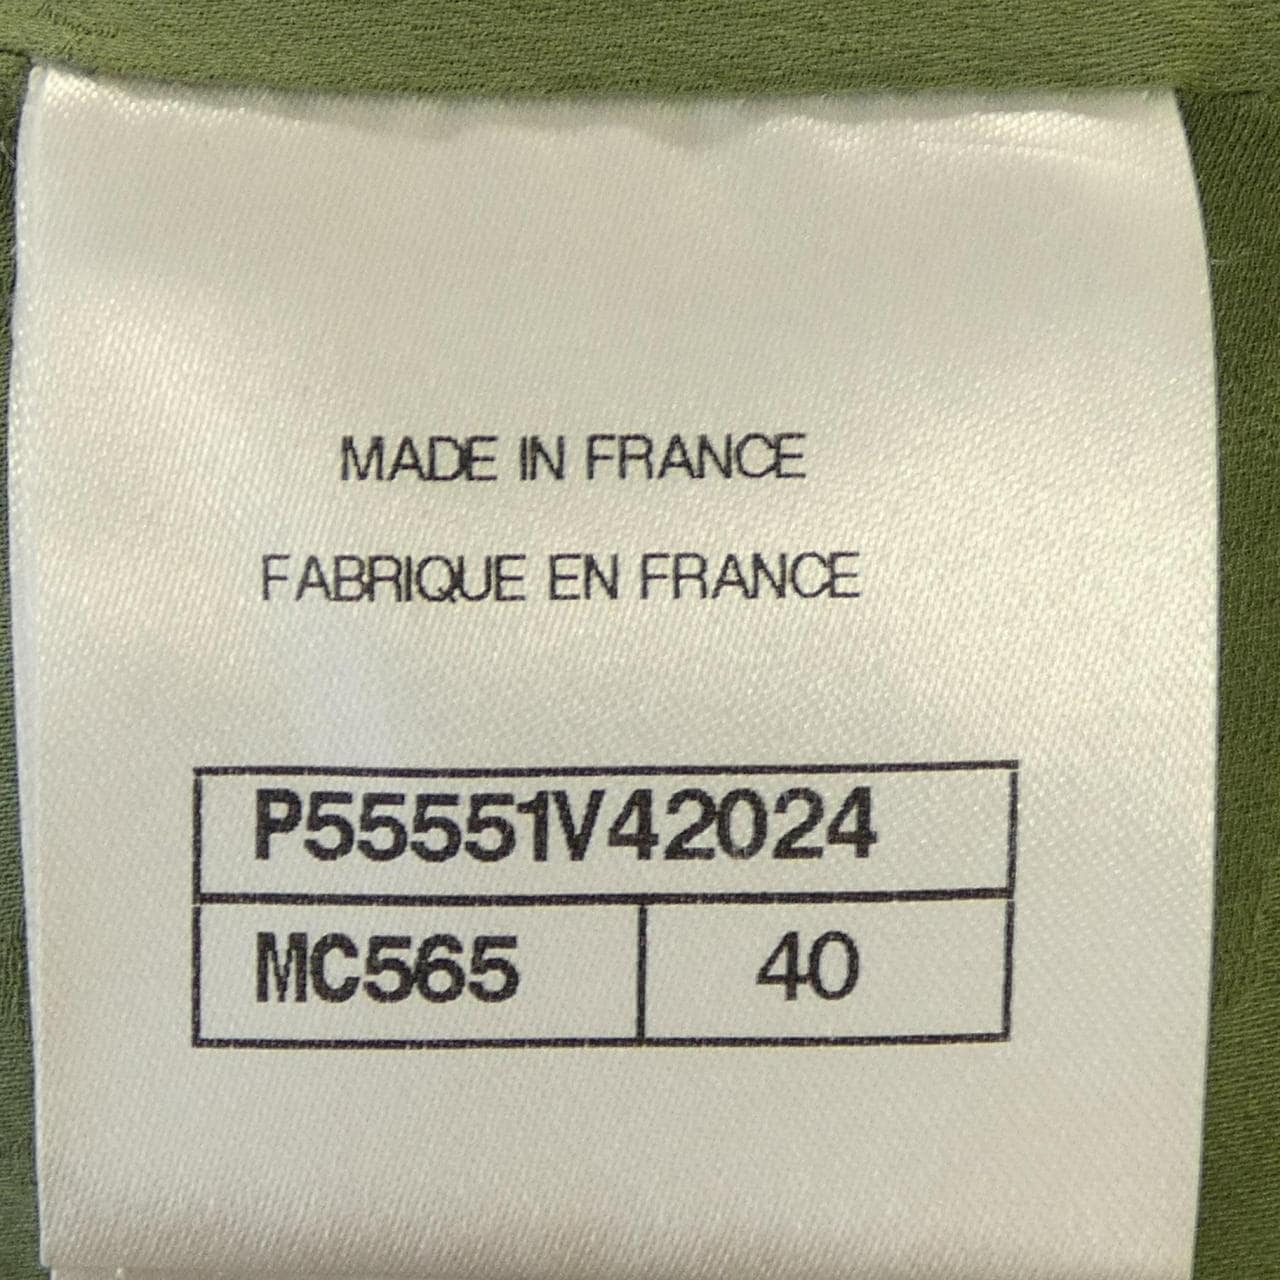 MADE IN FRANCE
FABRIQUE EN FRANCE
P55551V42024
MC565 40